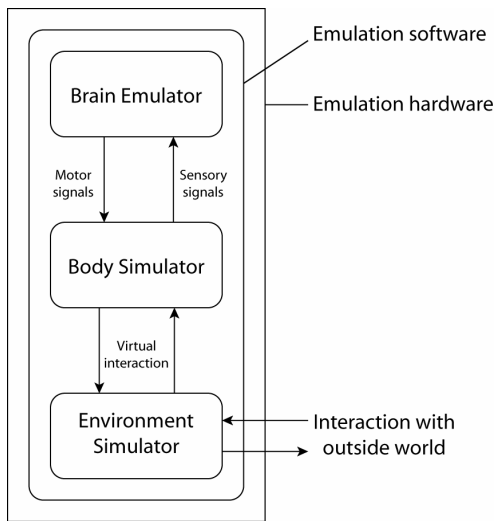 Emulation software
Brain Emulator
Emulation hardware
Motor
signals
Sensory
signals
Body Simulator
Virtual
interaction
Environment
Simulator
Interaction with
outside world